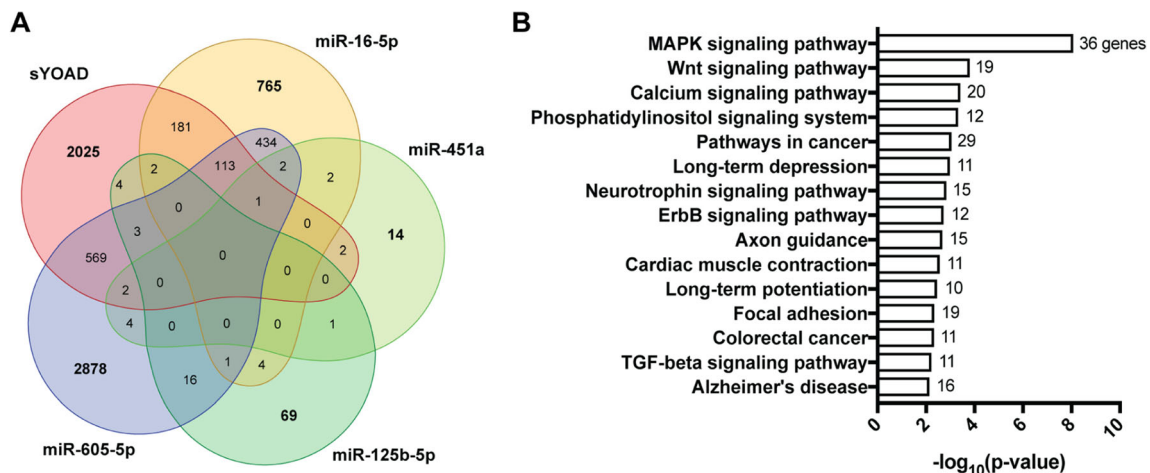 A
miR-16-5p
sYOAD
765
181
434
miR-451a
2025
113
2
2
2
4
1
0
0
3
0
14
2
569
0
0
0
0
2
4
0
0
0
1
2878
1
4
16
69
miR-605-5p
miR-125b-5p
B
MAPK signaling pathway 36 genes
Wnt signaling pathway 19
Calcium signaling pathway 20
Phosphatidylinositol signaling system 12
Pathways in cancer 29
Long-term depression 11
Neurotrophin signaling pathway 15
ErbB signaling pathway 12
Axon guidance 15
Cardiac muscle contraction 11
Long-term potentiation 10
Focal adhesion 19
Colorectal cancer 11
TGF-beta signaling pathway 11
Alzheimer's disease 16
0 2 4 6 8 10
-log10(p-value)